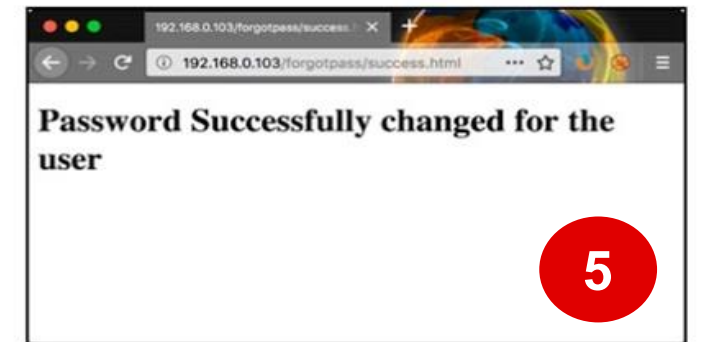 192.168.0.103/forgotpass/success.h
192.168.0.103/forgotpass/success.html
Password Successfully changed for the
user
5